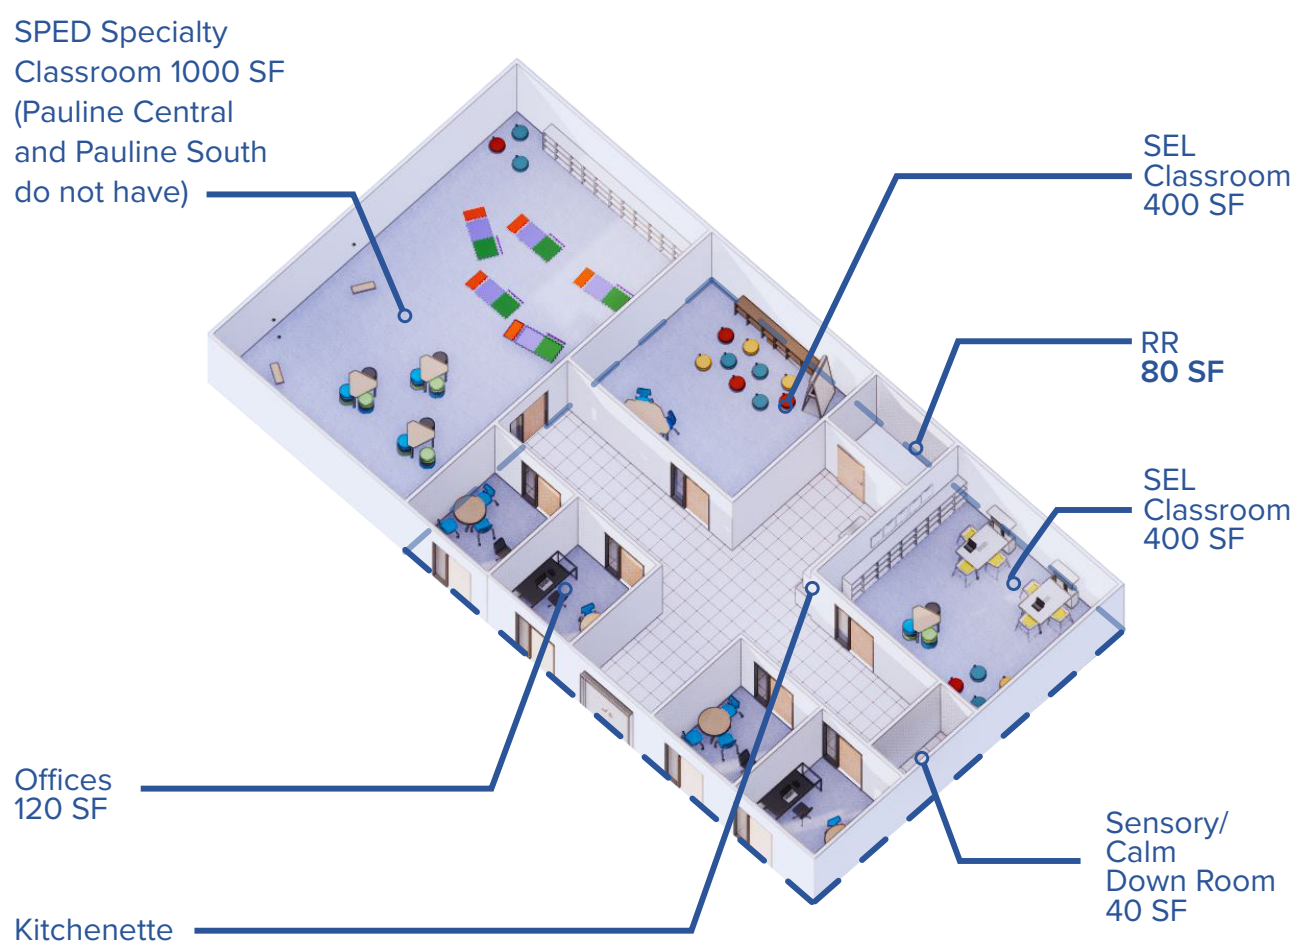 SPED Specialty
Classroom 1000 SF
(Pauline Central
and Pauline South
do not have)
SEL
Classroom
400 SF
RR
80 SF
SEL
Classroom
400 SF
Offices
120 SF
Sensory/
Calm
Down Room
40 SF
Kitchenette